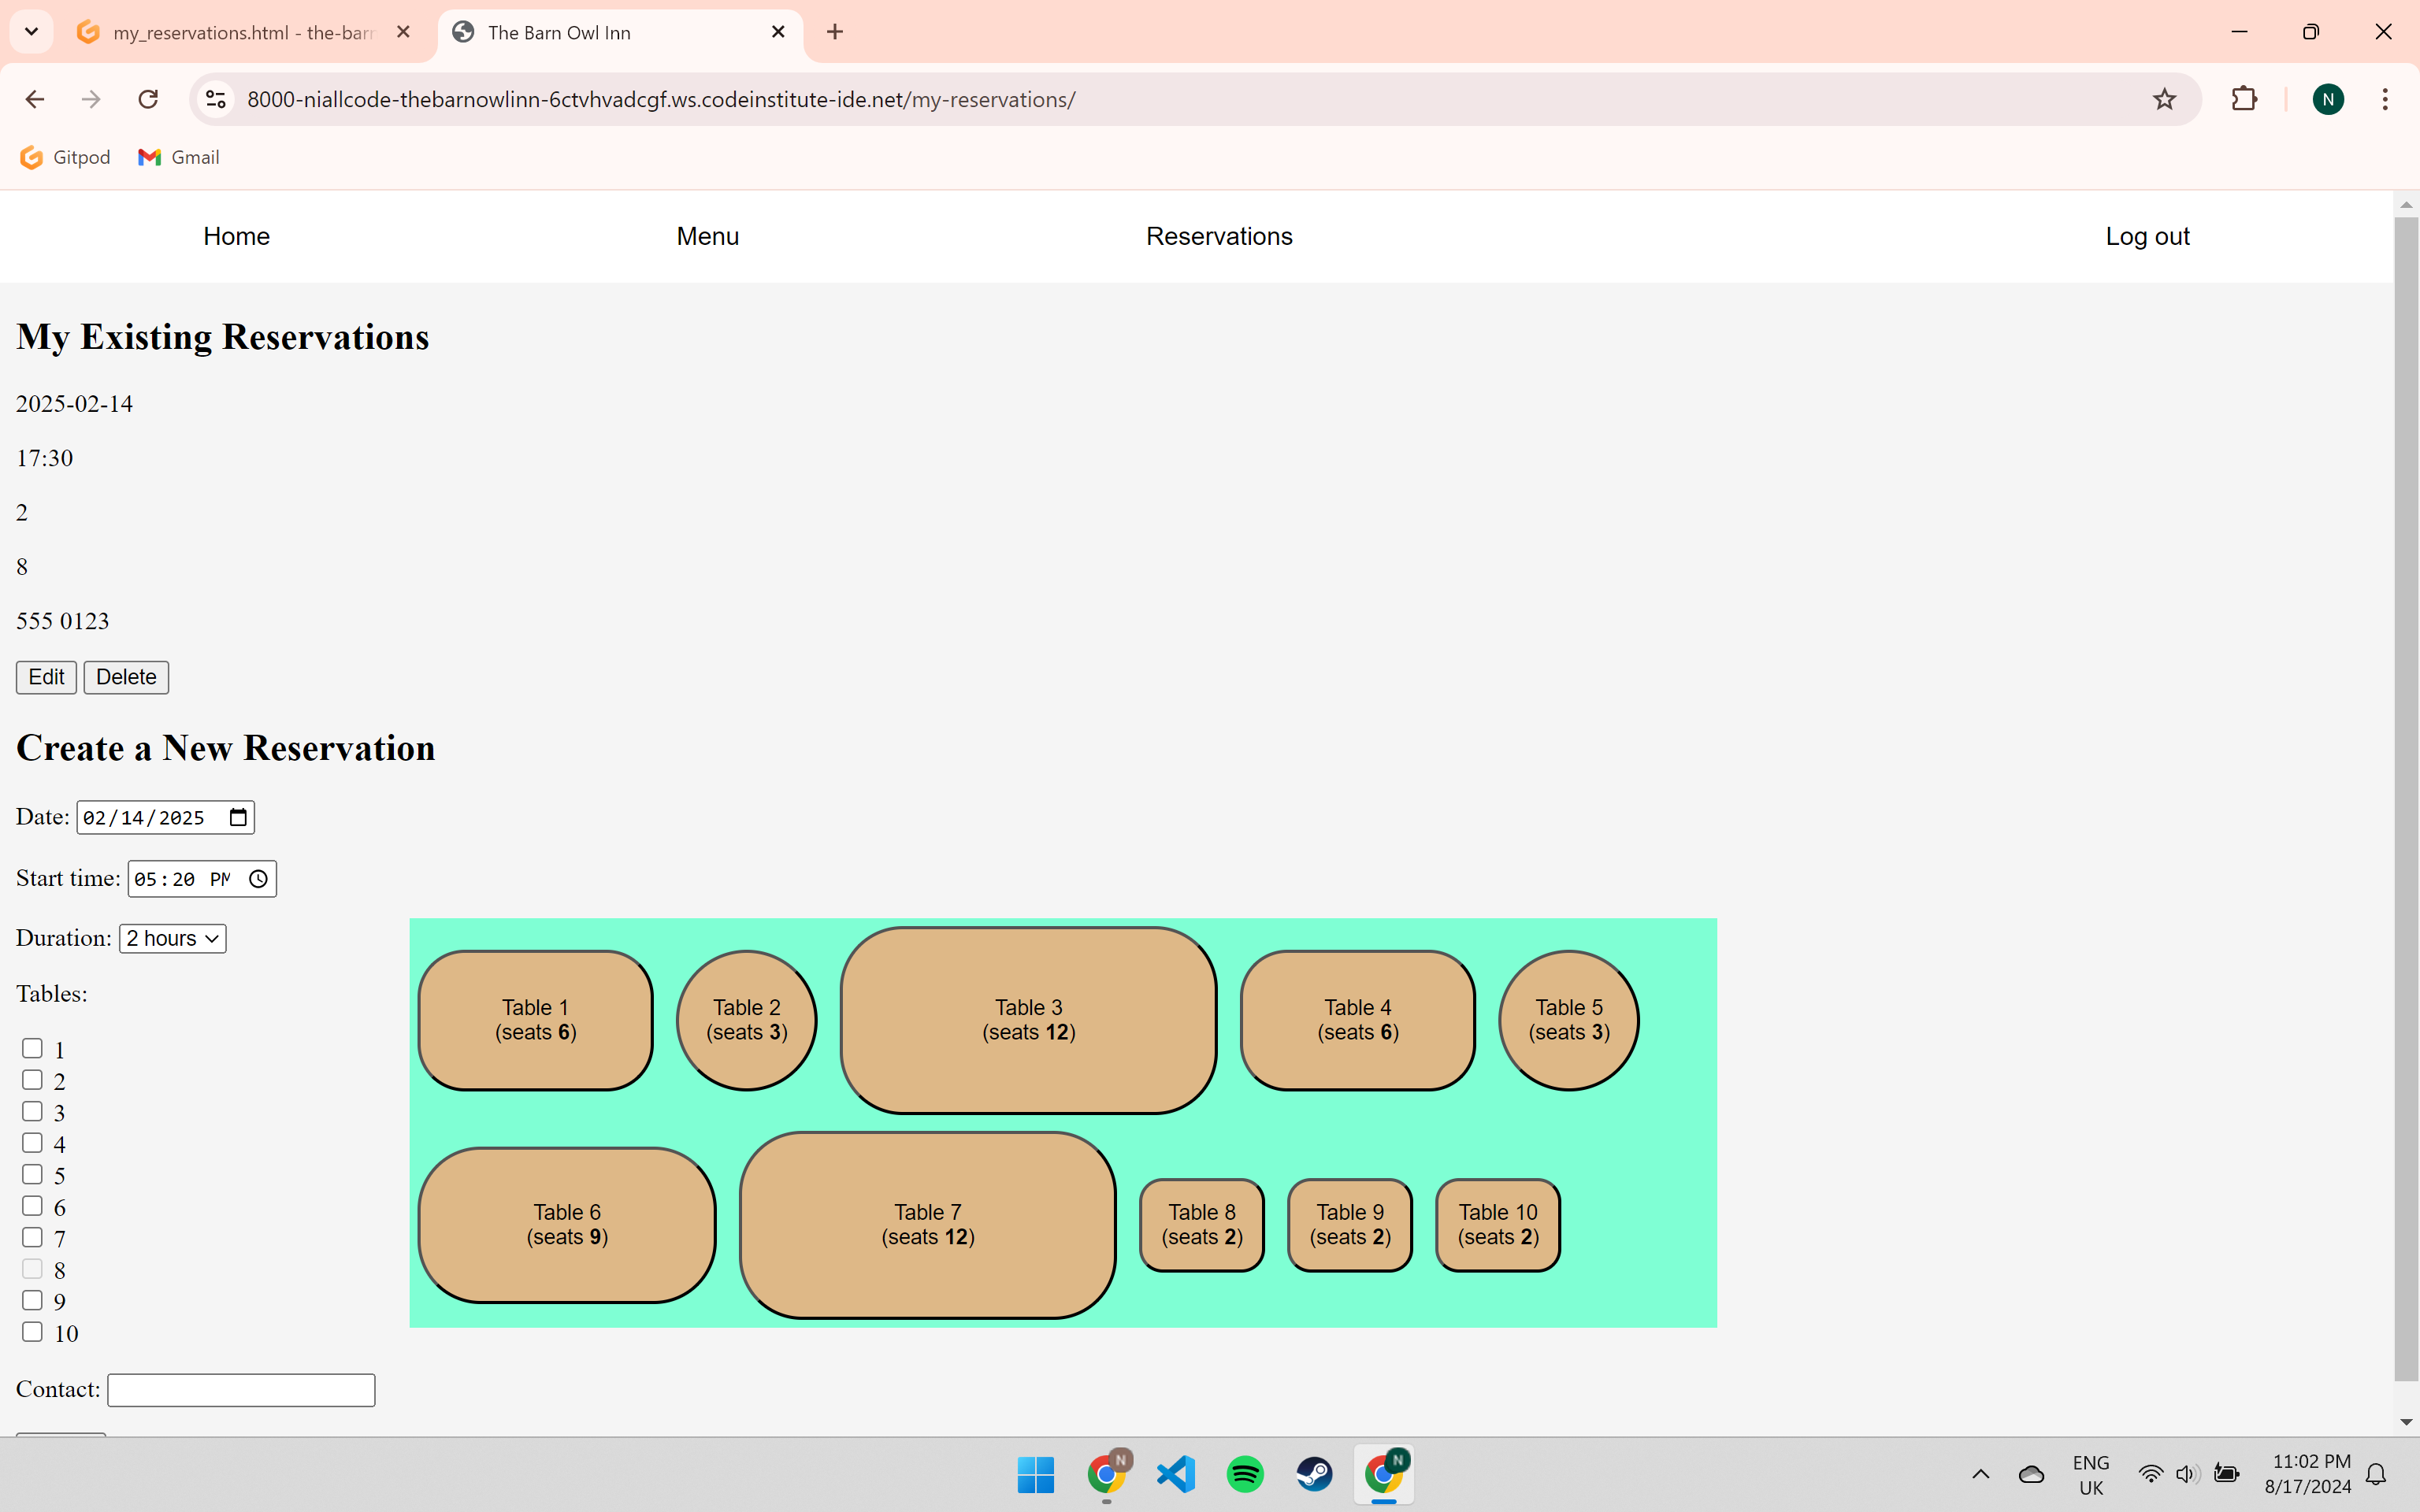 my_reservations.html - the-barn
The Barn Owl Inn
8000-niallcode-thebarnowlinn-6ctvhvadcgf.ws.codeinstitute-ide.net/my-reservations/
N
Gitpod
Gmail
Home
Menu
Reservations
Log out
My Existing Reservations
2025-02-14
17:30
2
8
555 0123
Edit
Delete
Create a New Reservation
Date: 02/14/2025
Start time: 05:20 PM
Duration: 2 hours
Tables:
1
2
3
4
5
6
7
8
9
10
Table 1
(seats 6)
Table 2
(seats 3)
Table 3
(seats 12)
Table 4
(seats 6)
Table 5
(seats 3)
Table 6
(seats 9)
Table 7
(seats 12)
Table 8
(seats 2)
Table 9
(seats 2)
Table 10
(seats 2)
Contact:
N
N
ENG
UK
11:02 PM
8/17/2024